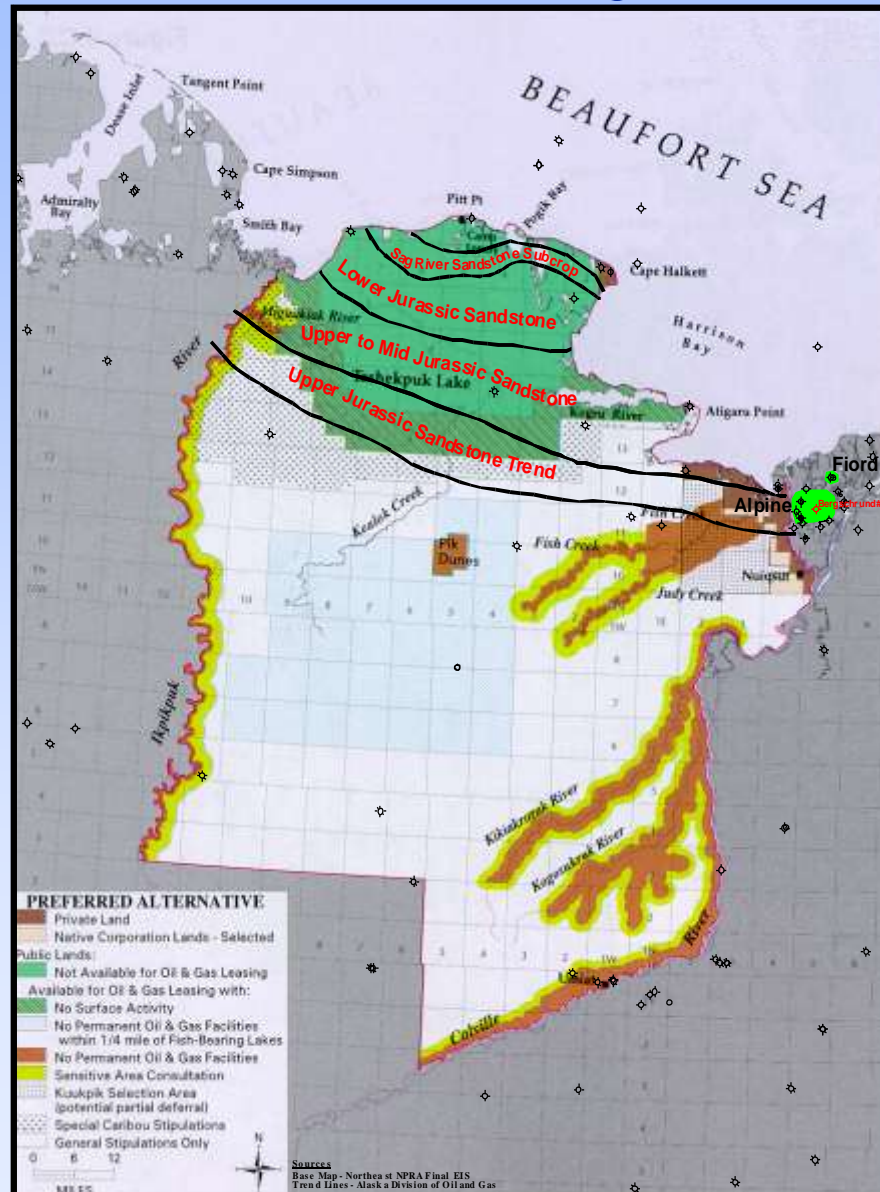 BEAUFORT SEA
Tangent Point
Dease Inlet
Cape Simpson
Admiralty
Bay
Smith Bay
Pitt Pt
Pogik Bay
Cape Halkett
Sag River Sandstone Subcrop
Lower Jurassic Sandstone
Harrison
Bay
Miguakiak River
Upper to Mid Jurassic Sandstone
River
Teshekpuk Lake
Upper Jurassic Sandstone Trend
Kogru River
Atigaru Point
Fiord
Alpine
Bergschrund#
Kealok Creek
Fish Creek
Fish Creek
Pik
Dunes
Nuiqsut
Judy Creek
Ikpikpuk
Kikiakrorak River
Kogosukruk River
River
Umiat
Colville
PREFERRED ALTERNATIVE
Private Land
Native Corporation Lands - Selected
Public Lands:
Not Available for Oil & Gas Leasing
Available for Oil & Gas Leasing with:
No Surface Activity
No Permanent Oil & Gas Facilities
within 1/4 mile of Fish-Bearing Lakes
No Permanent Oil & Gas Facilities
Sensitive Area Consultation
Kuukpik Selection Area
(potential partial deferral)
Special Caribou Stipulations
General Stipulations Only
0 6 12
MILES
N
Sources
Base Map - Northeast NPRA Final EIS
Trend Lines - Alaska Division of Oil and Gas